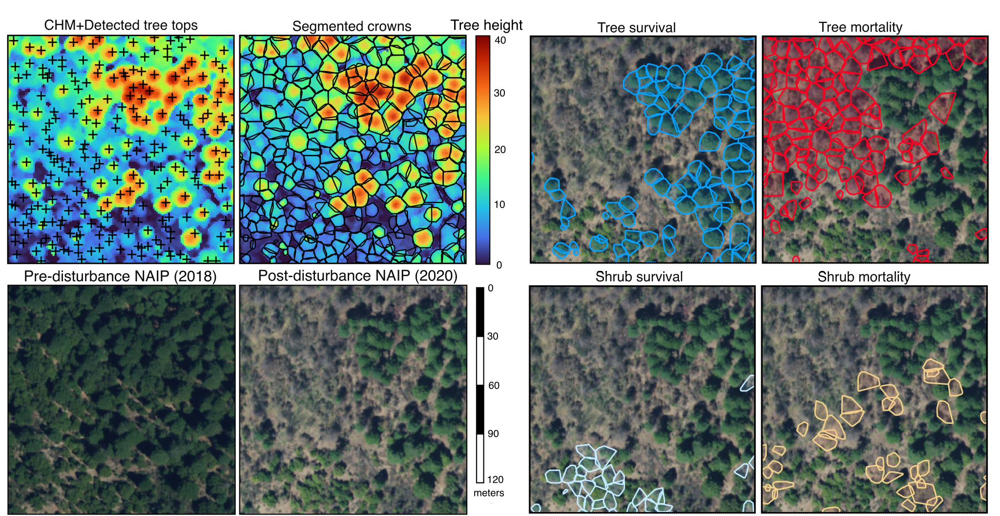 CHM+Detected tree tops
Segmented crowns
Tree height
40
30
20
10
0
Tree survival
Tree mortality
Pre-disturbance NAIP (2018)
Post-disturbance NAIP (2020)
0
30
60
90
120
meters
Shrub survival
Shrub mortality